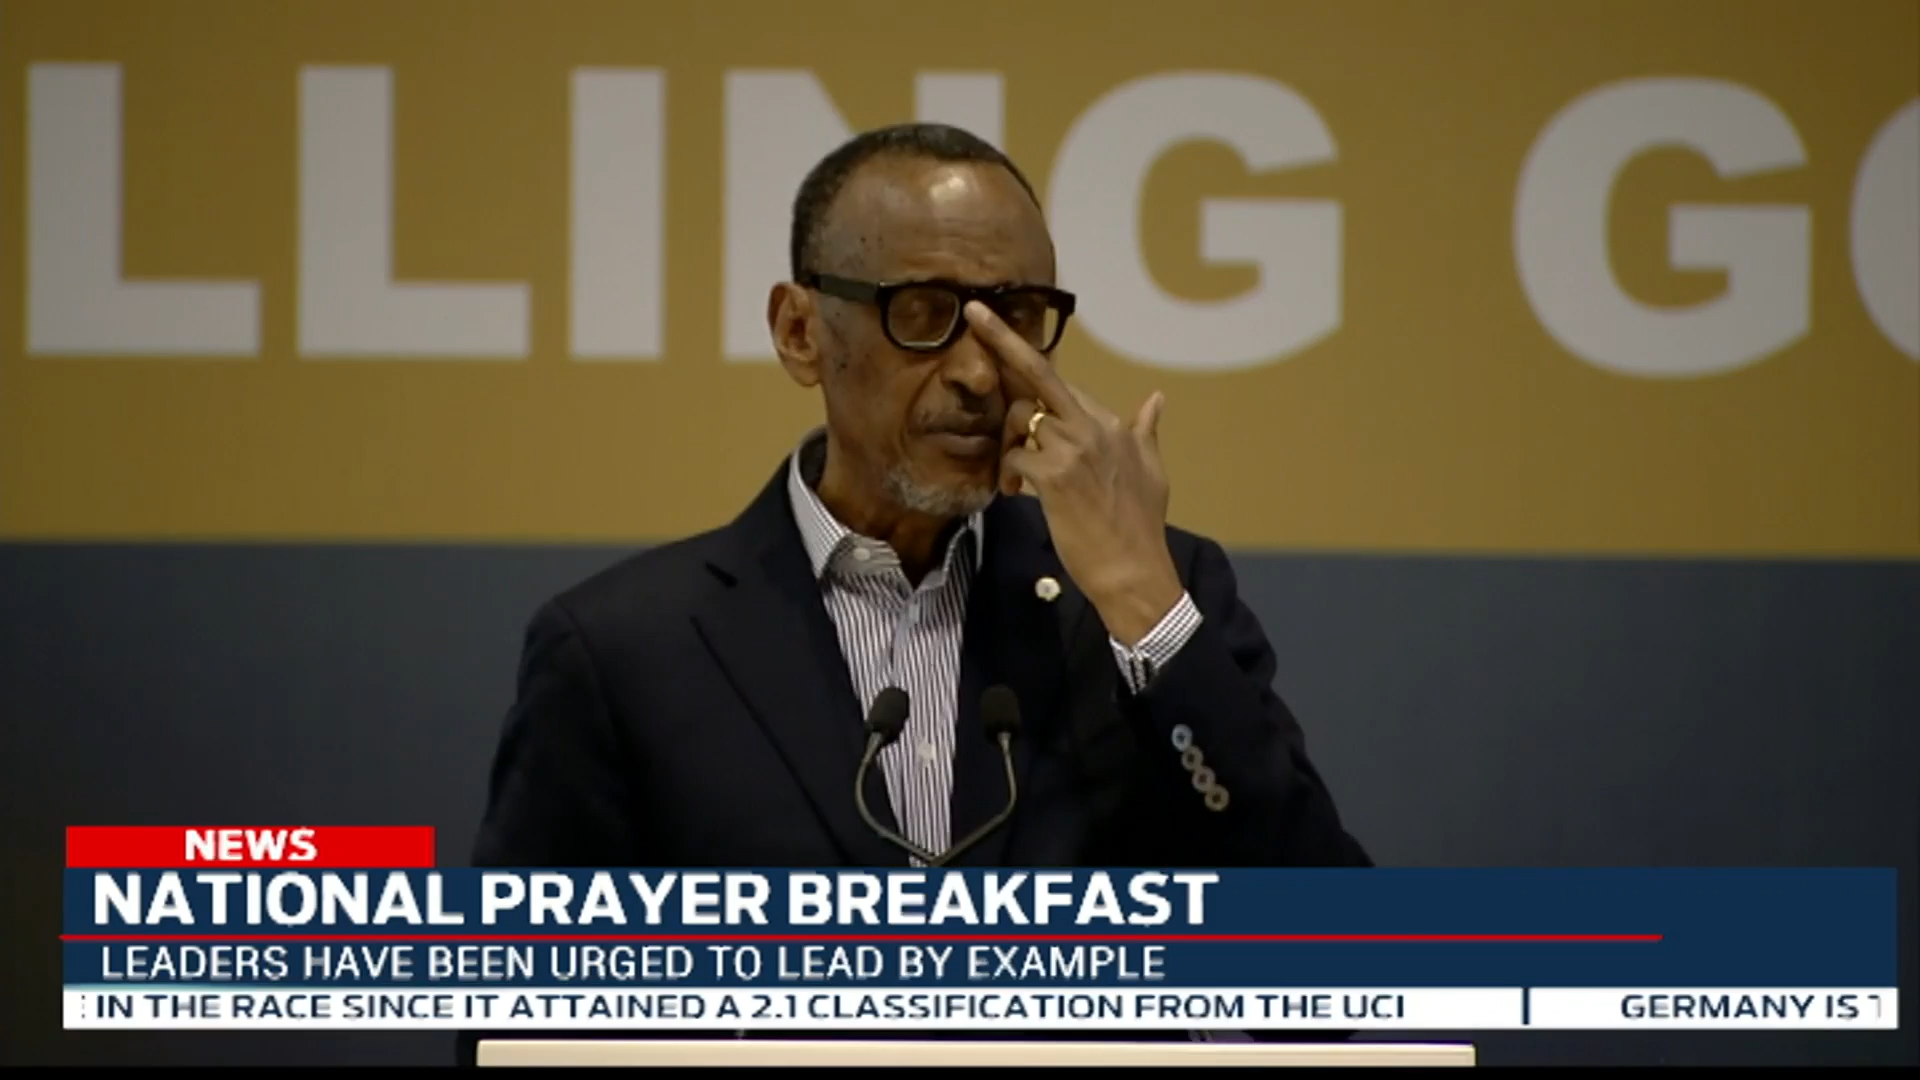 LLING GO
NEWS
NATIONAL PRAYER BREAKFAST
LEADERS HAVE BEEN URGED TO LEAD BY EXAMPLE
IN THE RACE SINCE IT ATTAINED A 2.1 CLASSIFICATION FROM THE UCI | GERMANY IS